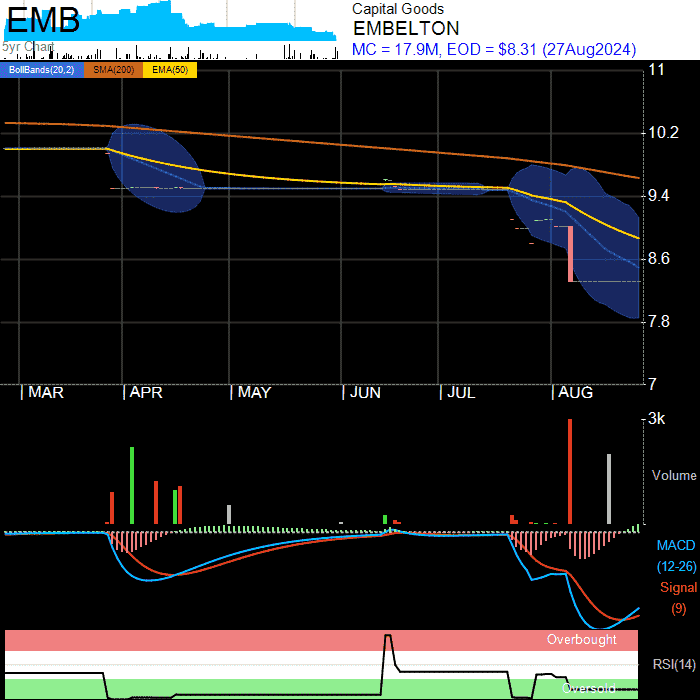 EMB
5yr Chart
Capital Goods
EMBELTON
MC = 17.9M, EOD = $8.31 (27Aug2024)
BollBands(20,2) SMA(200) EMA(50)
11
10.2
9.4
8.6
7.8
7
MAR APR MAY JUN JUL AUG
3k
Volume
MACD
(12-26)
Signal
(9)
Overbought
RSI(14)
Oversold